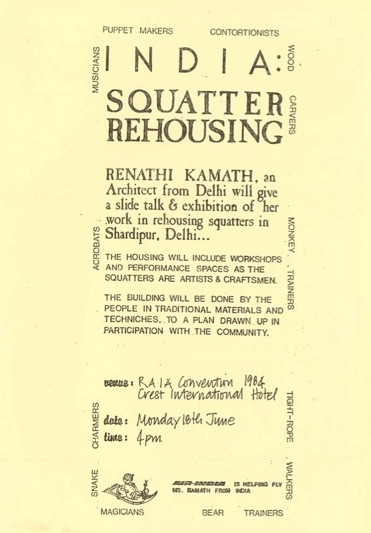 PUPPET MAKERS CONTORTIONISTS
MUSICIANS
INDIA:
WOOD CARVERS
SQUATTER
REHOUSING
RENATHI KAMATH, an
Architect from Delhi will give
a slide talk & exhibition of her
work in rehousing squatters in
Shardipur, Delhi...
ACROBATS
MONKEY TRAINERS
THE HOUSING WILL INCLUDE WORKSHOPS
AND PERFORMANCE SPACES AS THE
SQUATTERS ARE ARTISTS & CRAFTSMEN.
THE BUILDING WILL BE DONE BY THE
PEOPLE IN TRADITIONAL MATERIALS AND
TECHNICHES, TO A PLAN DRAWN UP IN
PARTICIPATION WITH THE COMMUNITY.
venue: RAIA Convention 1984
Crest International Hotel
date: Monday 18th June
time: 4pm
SNAKE CHARMERS
TIGHT-ROPE WALKERS
IS HELPING FLY
MS. KAMATH FROM INDIA
MAGICIANS BEAR TRAINERS